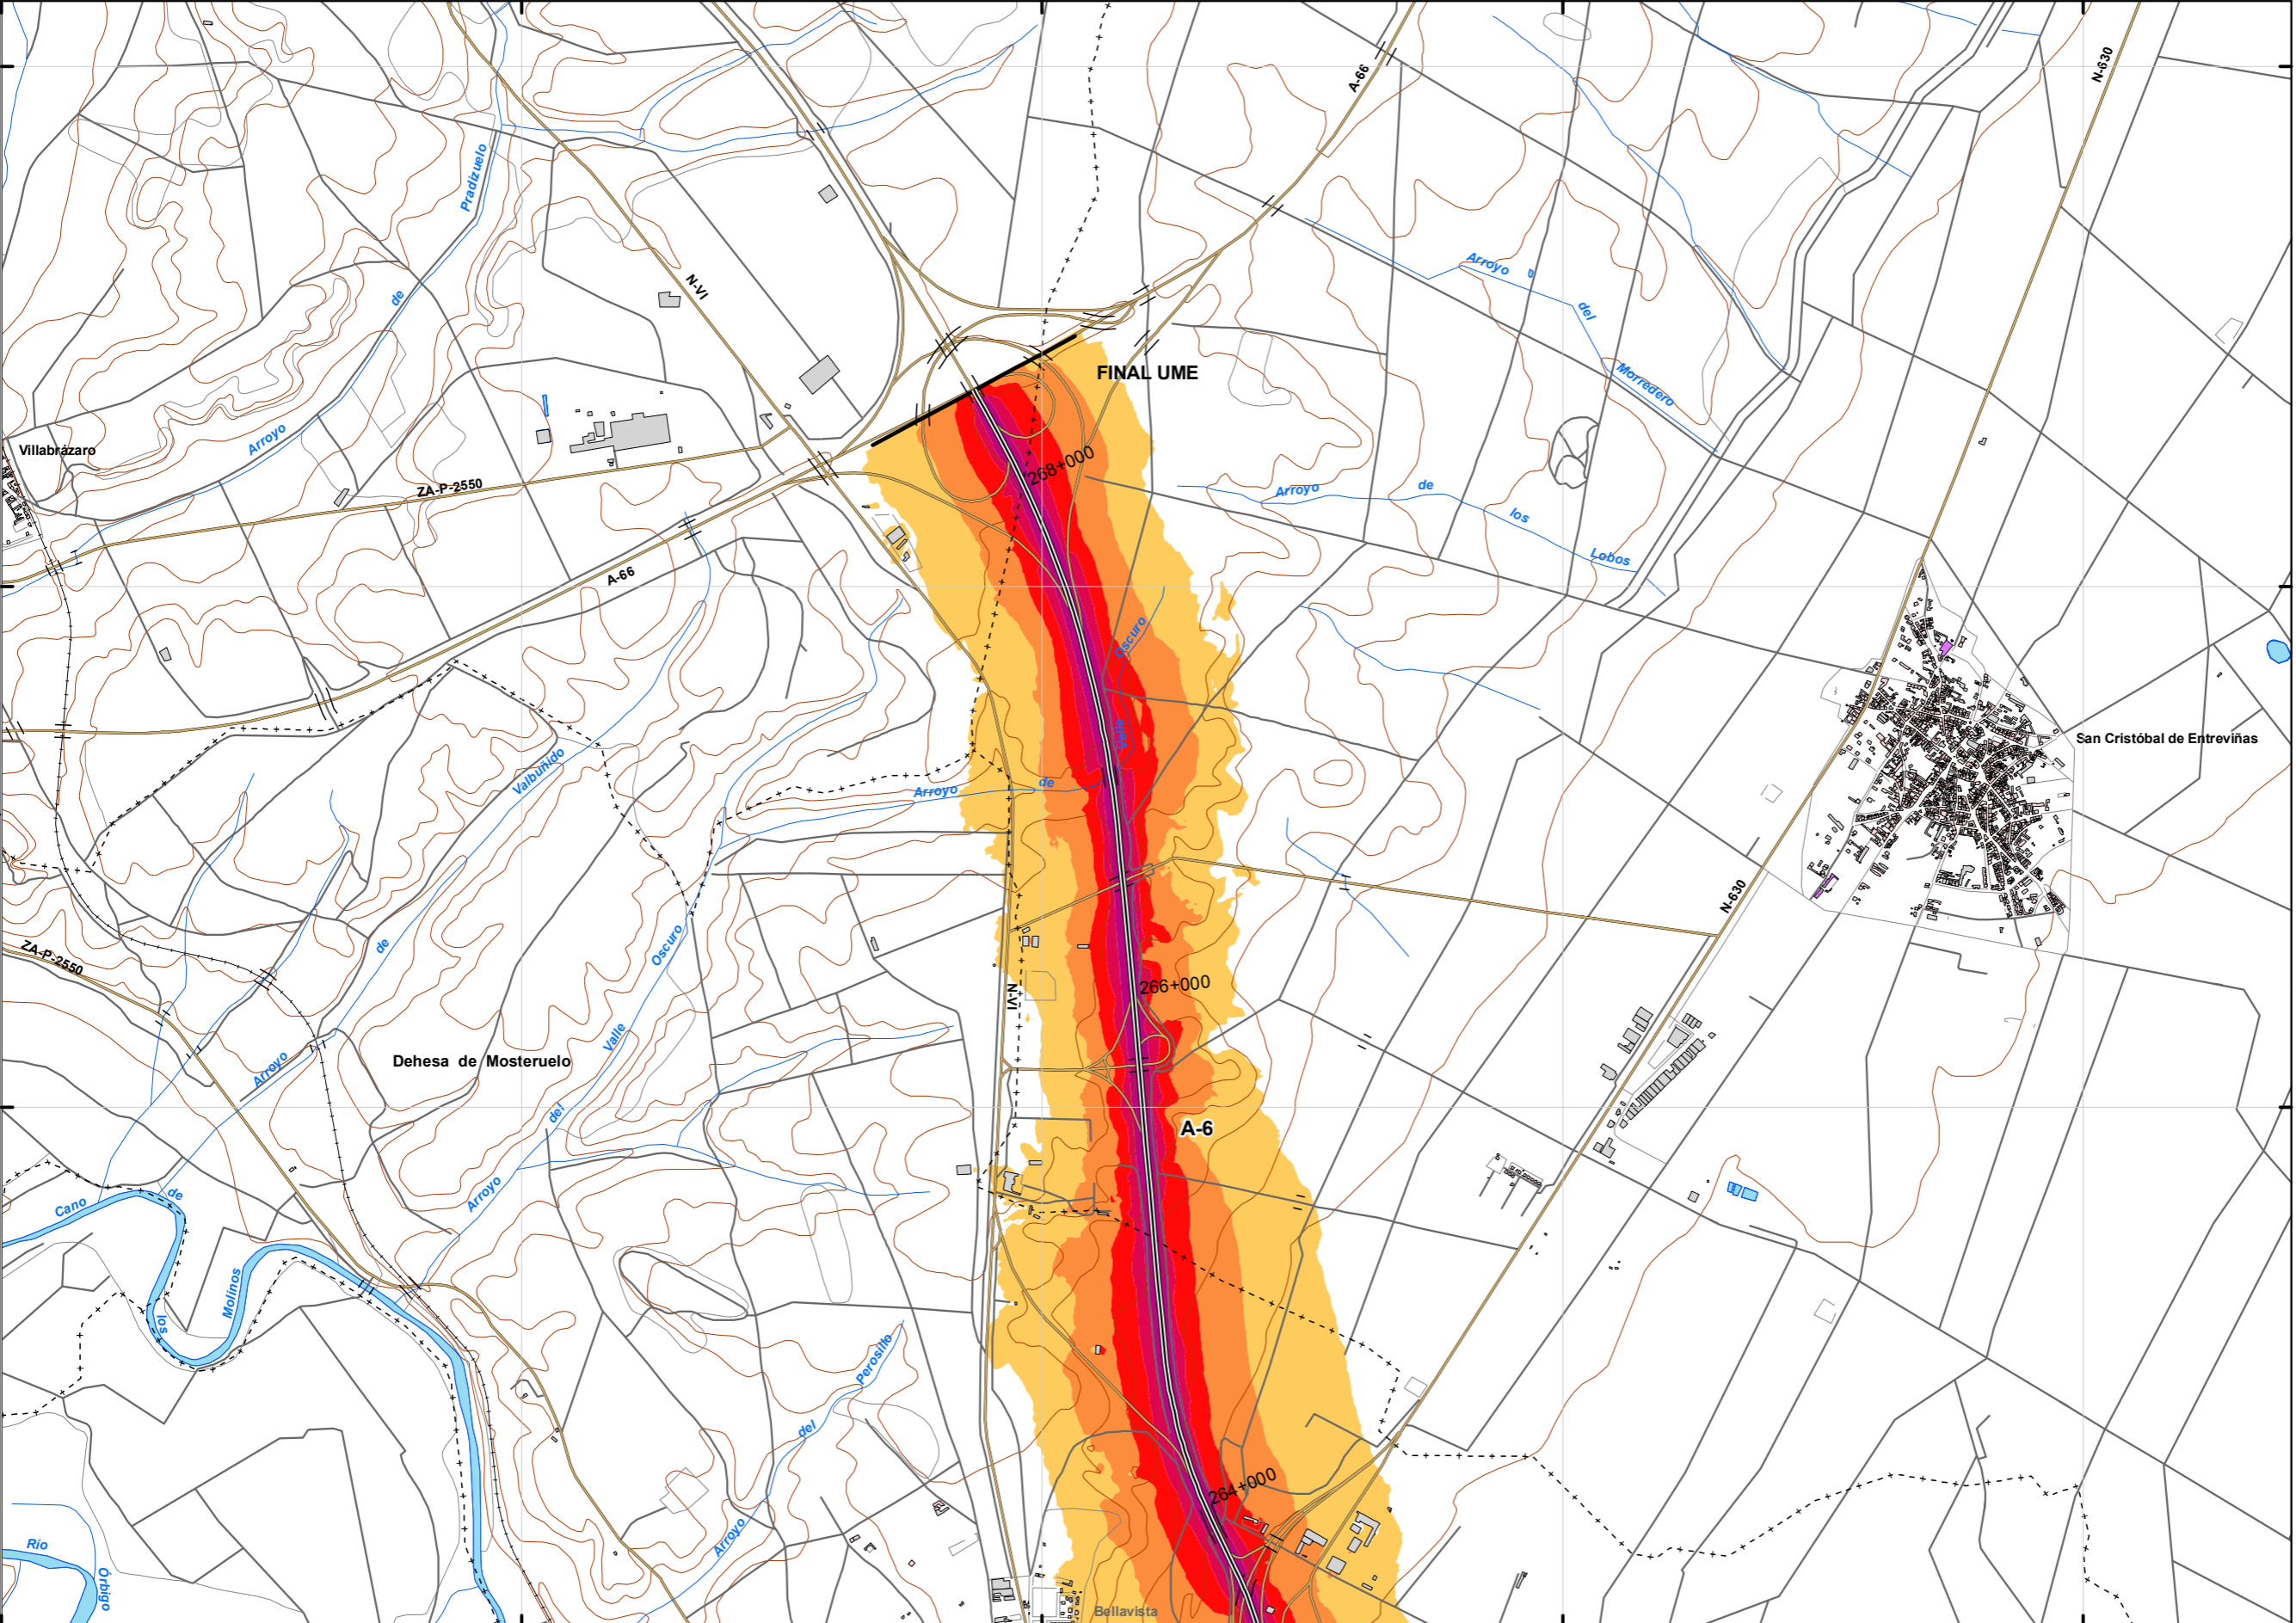 A-66
N-630
Pradizuelo
de
Arroyo
N-VI
Arroyo
del
Morredero
FINAL UME
Villabrázaro
ZA-P-2550
268+000
Arroyo
de
los
Lobos
A-66
Oscuro
Valle
San Cristóbal de Entreviñas
Valbuñido
de
Arroyo
Arroyo
de
N-630
ZA-P-2550
Oscuro
Valle
del
Arroyo
N-VI
266+000
Dehesa de Mosteruelo
A-6
Cano
de
los
Molinos
Perosillo
del
Arroyo
264+000
Río
Órbigo
Bellavista